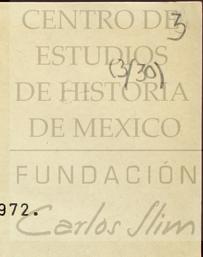 CENTRO DE 3
ESTUDIOS
(3/30)
DE HISTORIA
DE MEXICO
FUNDACIÓN
972.
Carlos Slim